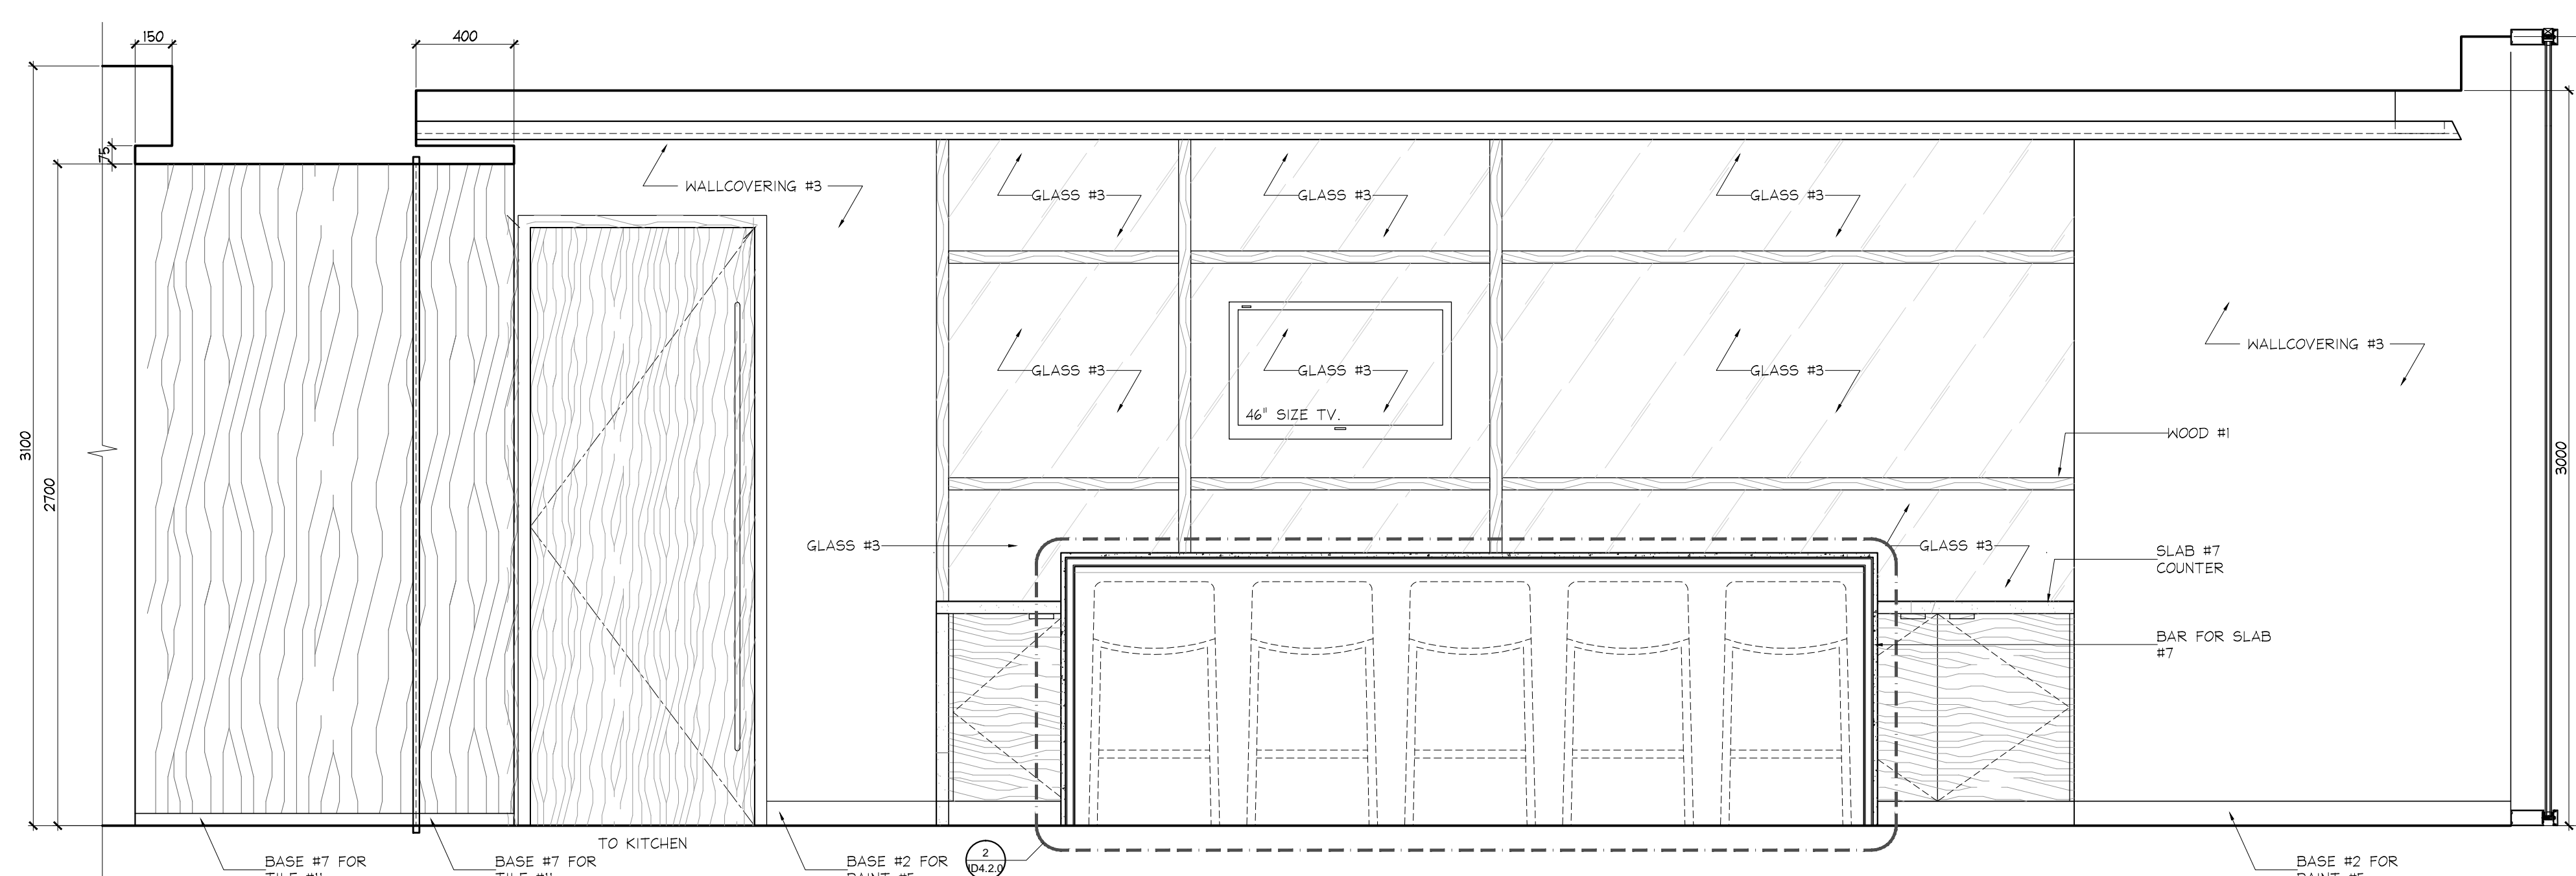 150
400
75
3100
2700
3000
WALLCOVERING #3
GLASS #3
GLASS #3
GLASS #3
GLASS #3
GLASS #3
GLASS #3
46" SIZE TV.
WALLCOVERING #3
WOOD #1
GLASS #3
GLASS #3
SLAB #7
COUNTER
BAR FOR SLAB
#7
TO KITCHEN
BASE #7 FOR
BASE #7 FOR
BASE #2 FOR
2
ID4.2.0
BASE #2 FOR